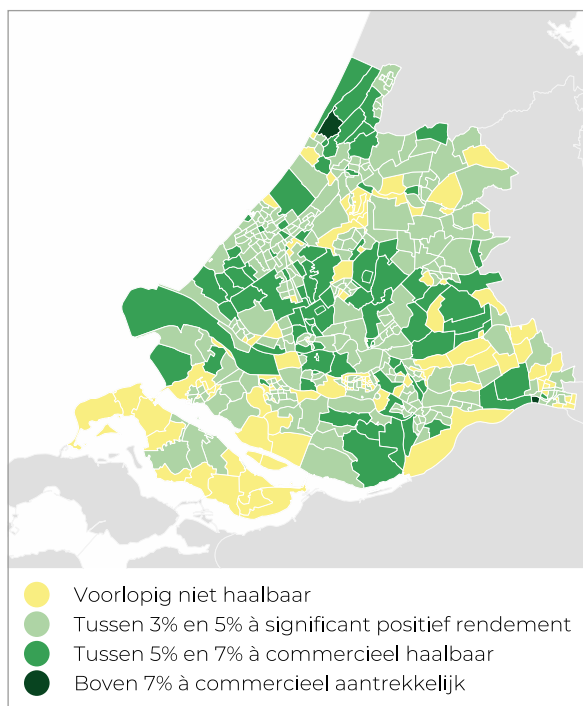 Voorlopig niet haalbaar
Tussen 3% en 5% à significant positief rendement
Tussen 5% en 7% à commercieel haalbaar
Boven 7% à commercieel aantrekkelijk